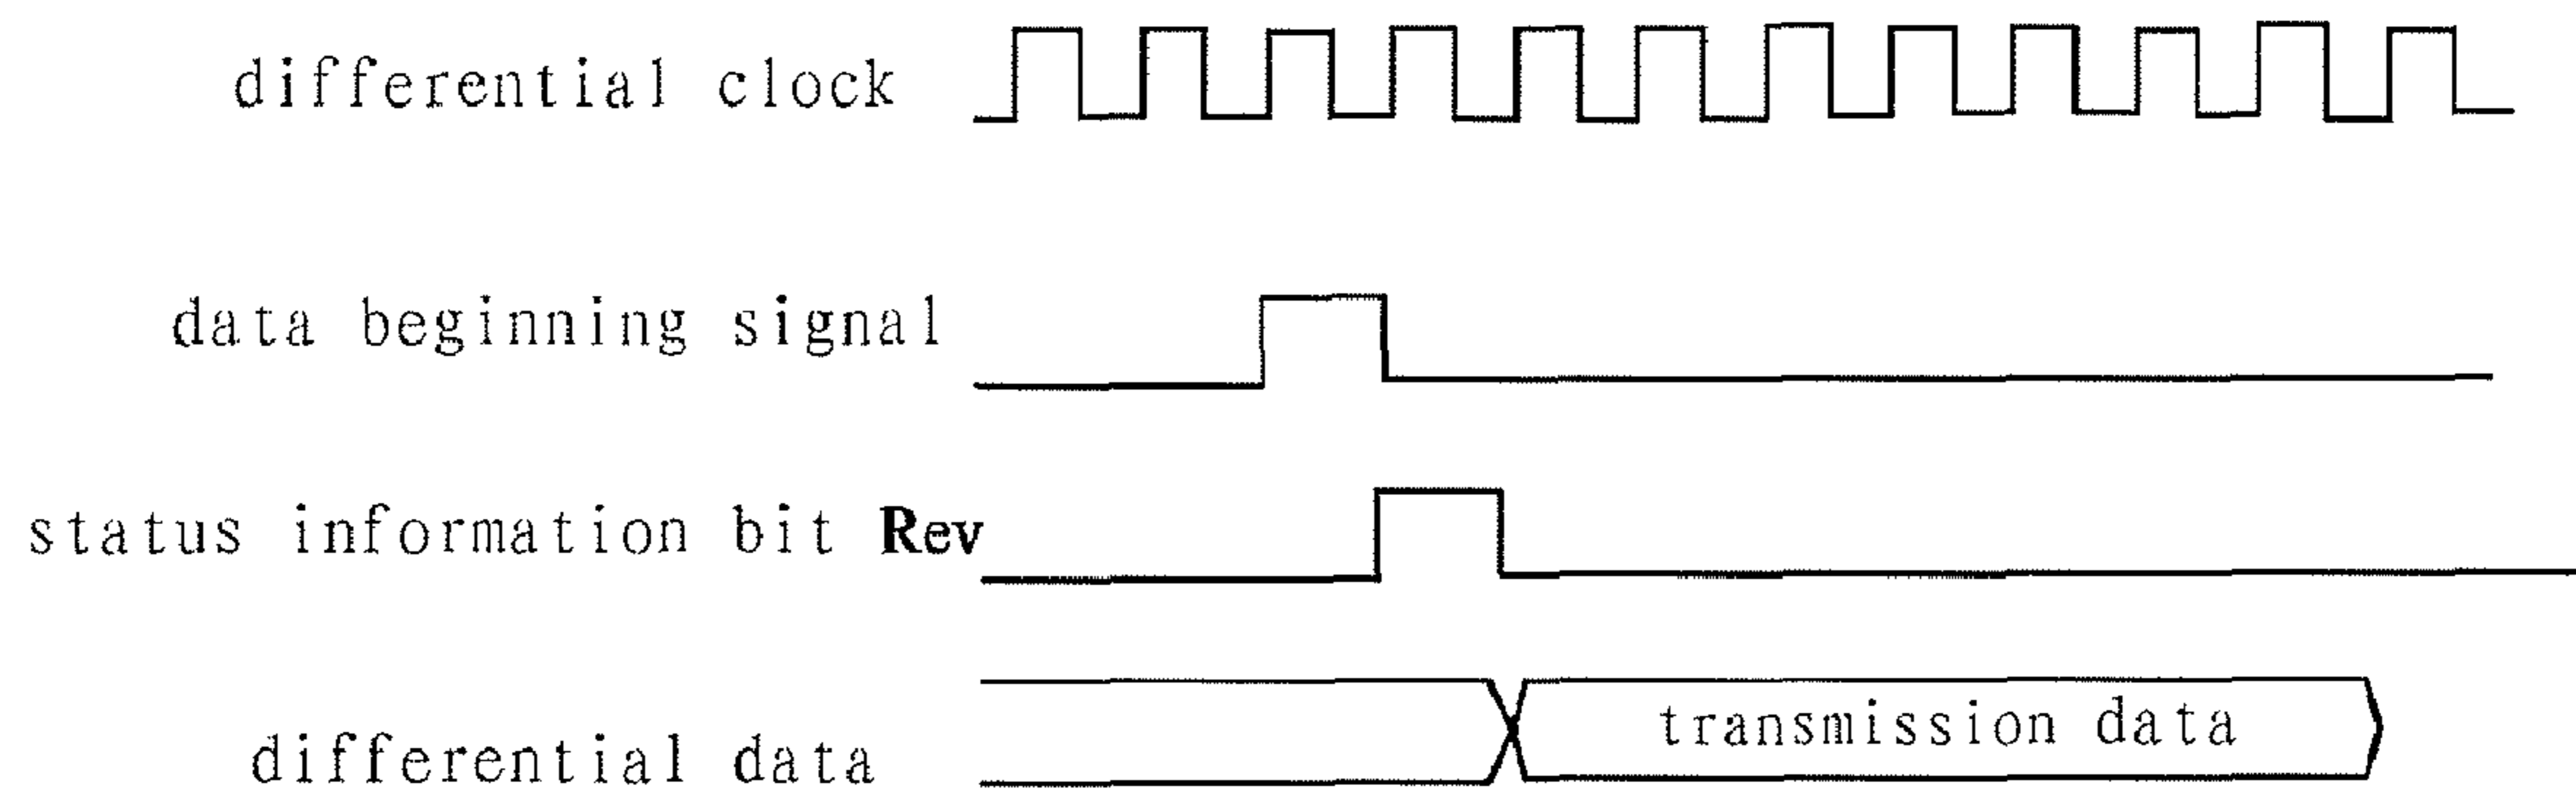 differential clock
data beginning signal
status information bit Rev
transmission data
differential data